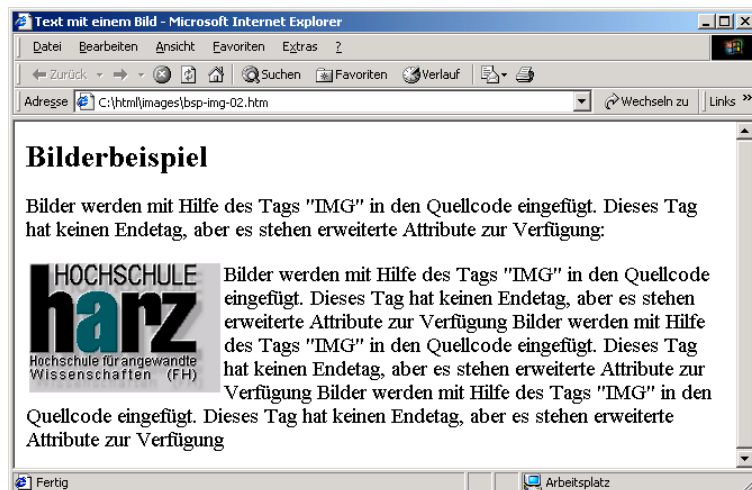 Text mit einem Bild - Microsoft Internet Explorer
Datei Bearbeiten Ansicht Favoriten Extras ?
Zurück Suchen Favoriten Verlauf
Adresse C:\html\images\bsp-img-02.htm Wechseln zu Links »
Bilderbeispiel
Bilder werden mit Hilfe des Tags "IMG" in den Quellcode eingefügt. Dieses Tag
hat keinen Endetag, aber es stehen erweiterte Attribute zur Verfügung:
HOCHSCHULE
harz
Hochschule für angewandte
Wissenschaften (FH)
Bilder werden mit Hilfe des Tags "IMG" in den Quellcode
eingefügt. Dieses Tag hat keinen Endetag, aber es stehen
erweiterte Attribute zur Verfügung Bilder werden mit Hilfe
des Tags "IMG" in den Quellcode eingefügt. Dieses Tag
hat keinen Endetag, aber es stehen erweiterte Attribute zur
Verfügung Bilder werden mit Hilfe des Tags "IMG" in den
Quellcode eingefügt. Dieses Tag hat keinen Endetag, aber es stehen erweiterte
Attribute zur Verfügung
Fertig Arbeitsplatz